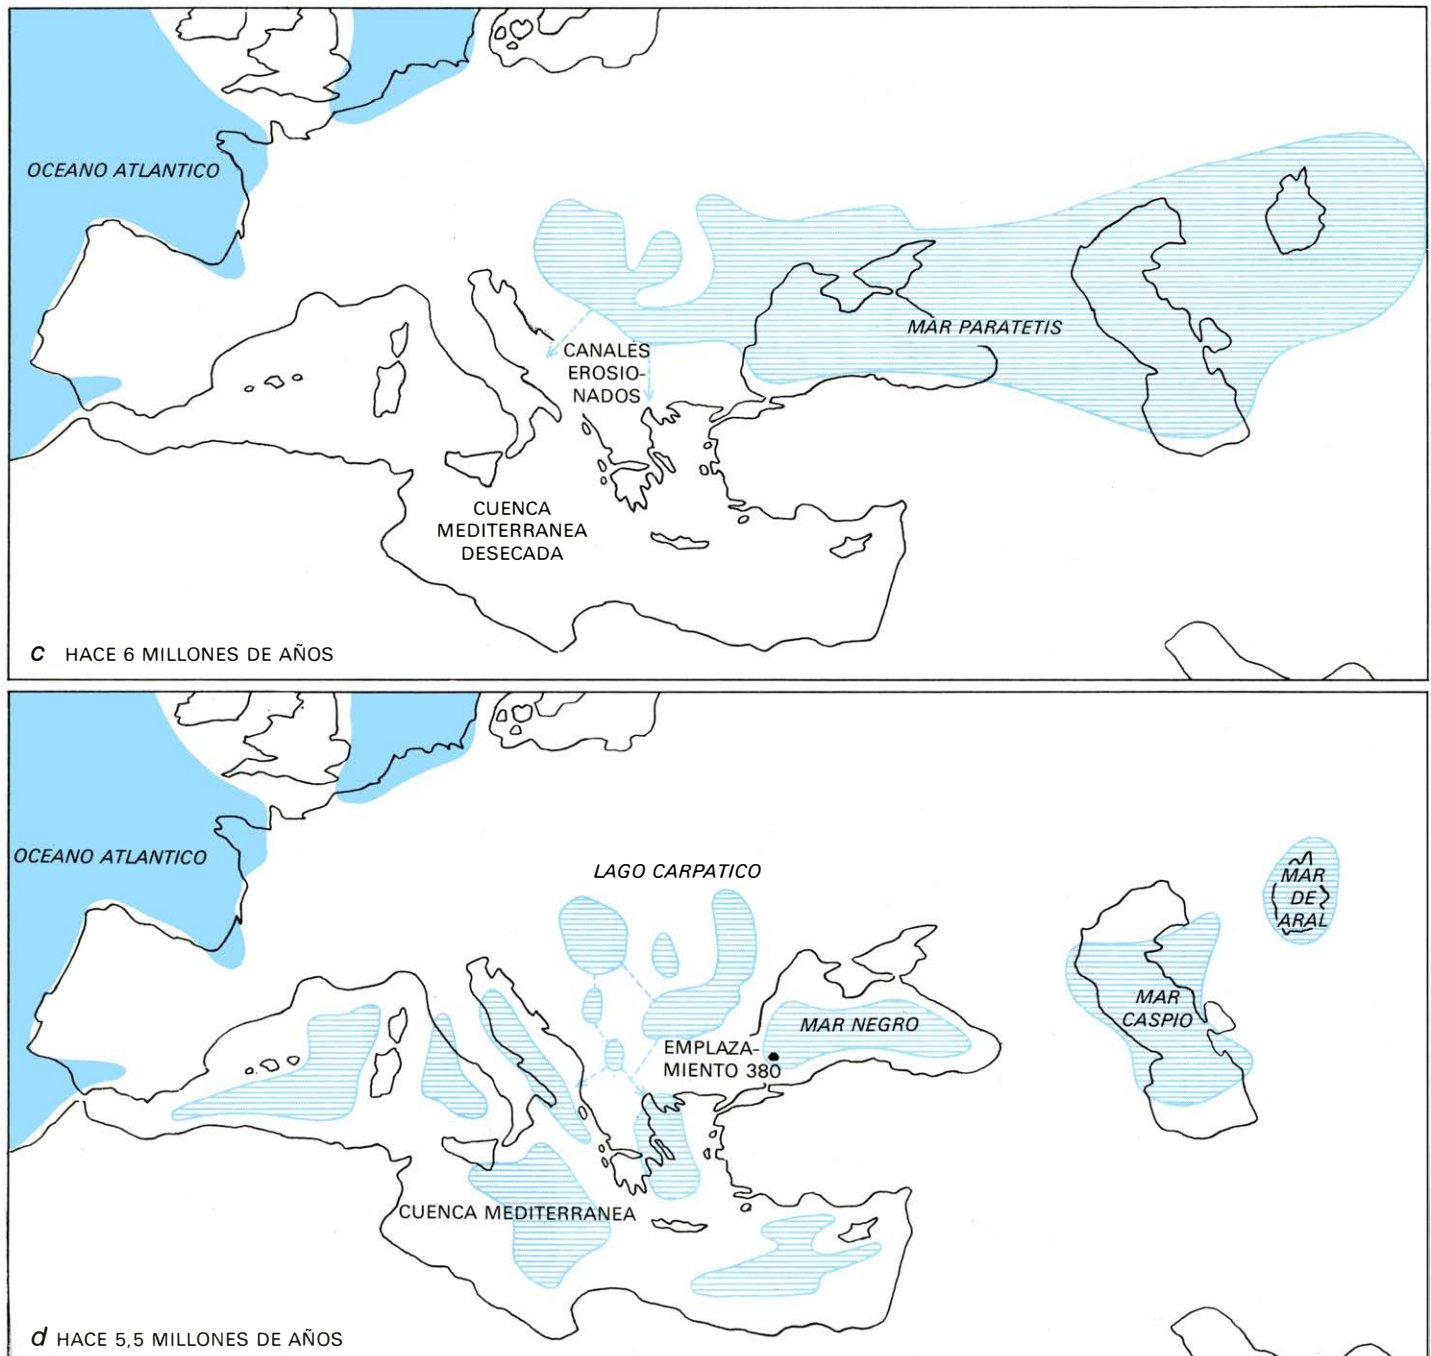 OCEANO ATLANTICO
MAR PARATETIS
CANALES
EROSIO-
NADOS
CUENCA
MEDITERRANEA
DESECADA
c HACE 6 MILLONES DE AÑOS
OCEANO ATLANTICO
LAGO CARPATICO
MAR
DE
ARAL
MAR
CASPIO
MAR NEGRO
EMPLAZA-
MIENTO 380
CUENCA MEDITERRANEA
d HACE 5,5 MILLONES DE AÑOS